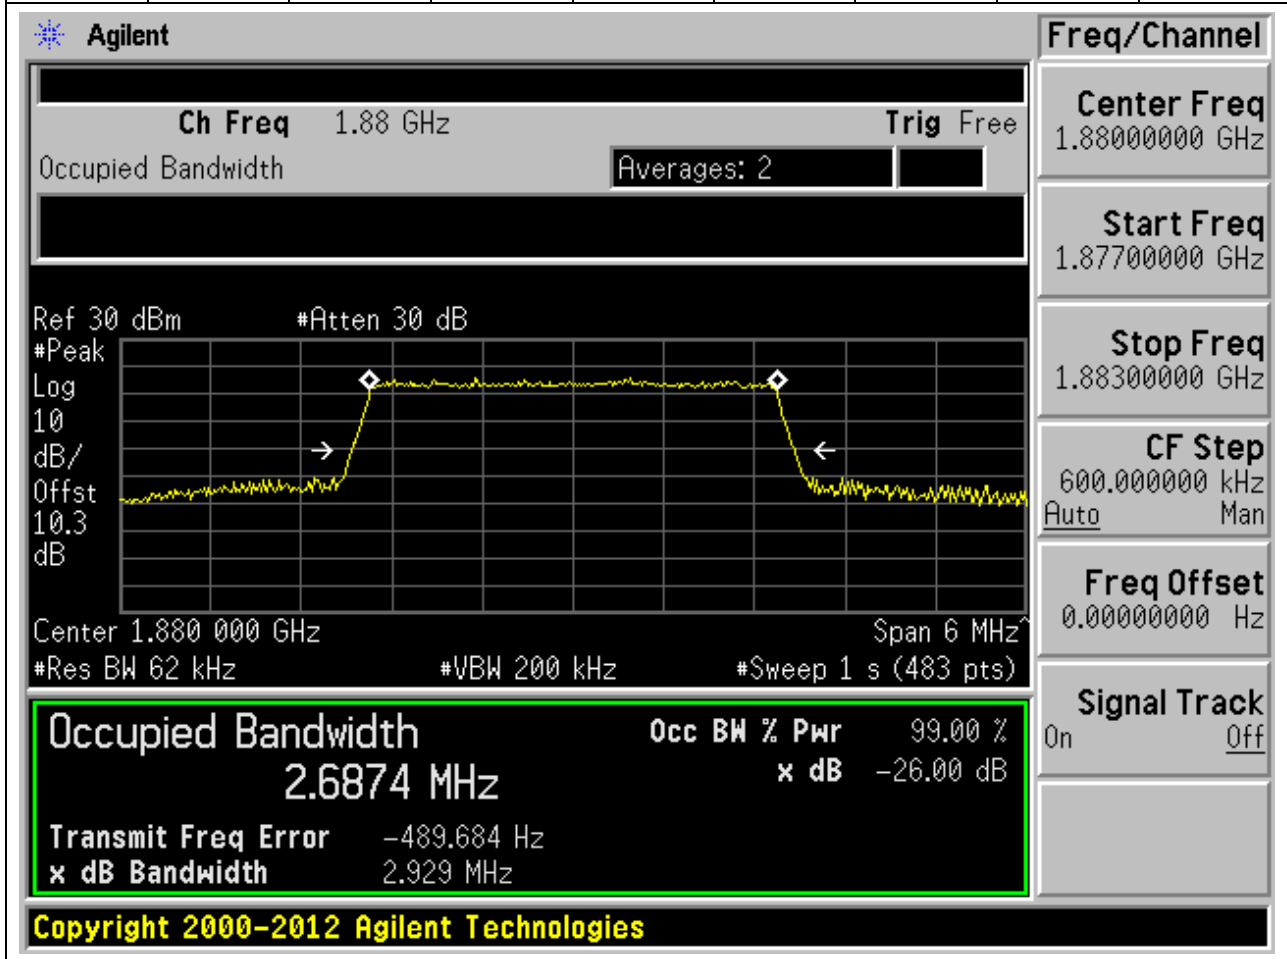 Agilent
Freq/Channel
Ch Freq 1.88 GHz Trig Free
Occupied Bandwidth Averages: 2
Center Freq
1.88000000 GHz
Start Freq
1.87700000 GHz
Stop Freq
1.88300000 GHz
CF Step
600.000000 kHz
Auto Man
Freq Offset
0.00000000 Hz
Signal Track
On Off
Ref 30 dBm #Atten 30 dB
#Peak
Log
10
dB/
Offst
10.3
dB
Center 1.880 000 GHz Span 6 MHz^
#Res BW 62 kHz #VBW 200 kHz #Sweep 1 s (483 pts)
Occupied Bandwidth Occ BW % Pwr 99.00 %
2.6874 MHz x dB -26.00 dB
Transmit Freq Error -489.684 Hz
x dB Bandwidth 2.929 MHz
Copyright 2000-2012 Agilent Technologies